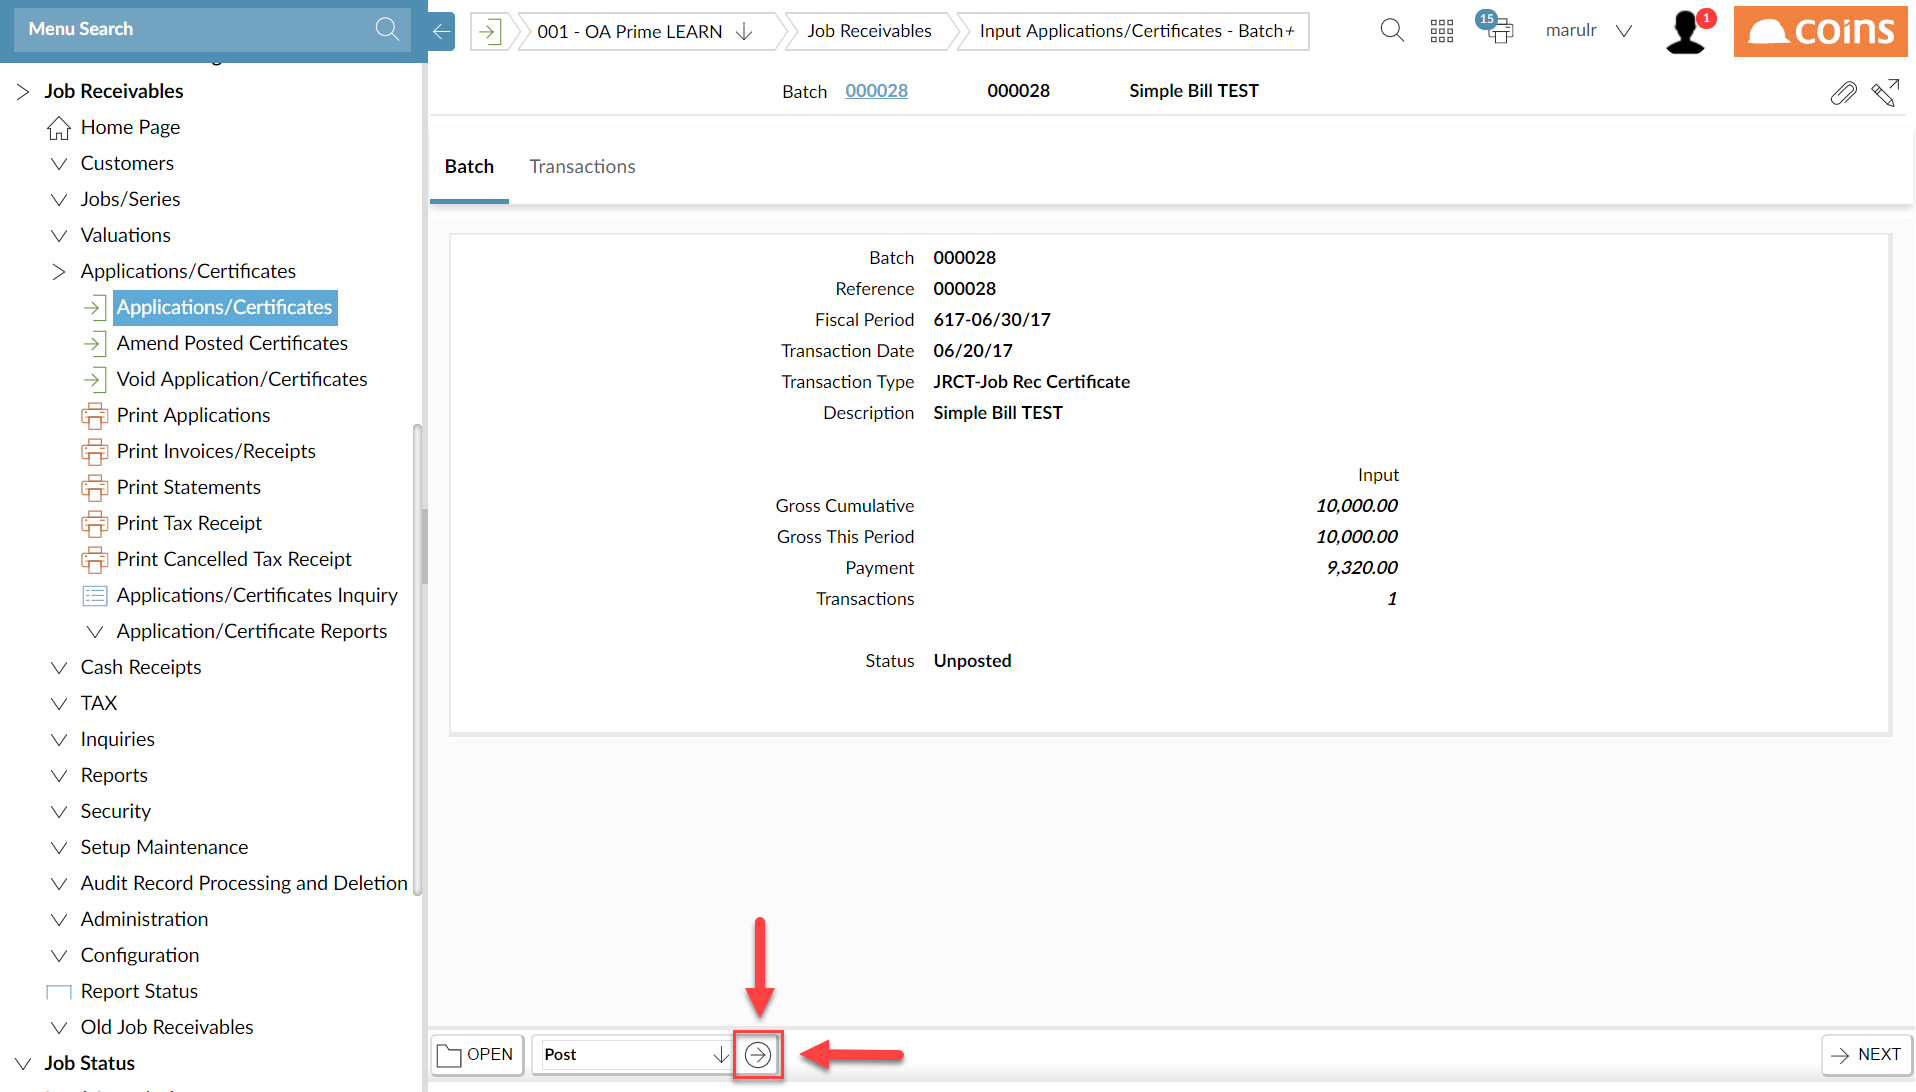 Menu Search
001 - OA Prime LEARN
Job Receivables
Input Applications/Certificates - Batch+
15
marulr
1
coins
Batch 000028 000028 Simple Bill TEST
Batch Transactions
Job Receivables
Home Page
Customers
Jobs/Series
Valuations
Applications/Certificates
Applications/Certificates
Amend Posted Certificates
Void Application/Certificates
Print Applications
Print Invoices/Receipts
Print Statements
Print Tax Receipt
Print Cancelled Tax Receipt
Applications/Certificates Inquiry
Application/Certificate Reports
Cash Receipts
TAX
Inquiries
Reports
Security
Setup Maintenance
Audit Record Processing and Deletion
Administration
Configuration
Report Status
Old Job Receivables
Job Status
Batch 000028
Reference 000028
Fiscal Period 617-06/30/17
Transaction Date 06/20/17
Transaction Type JRCT-Job Rec Certificate
Description Simple Bill TEST
Input
Gross Cumulative 10,000.00
Gross This Period 10,000.00
Payment 9,320.00
Transactions 1
Status Unposted
OPEN
Post
NEXT